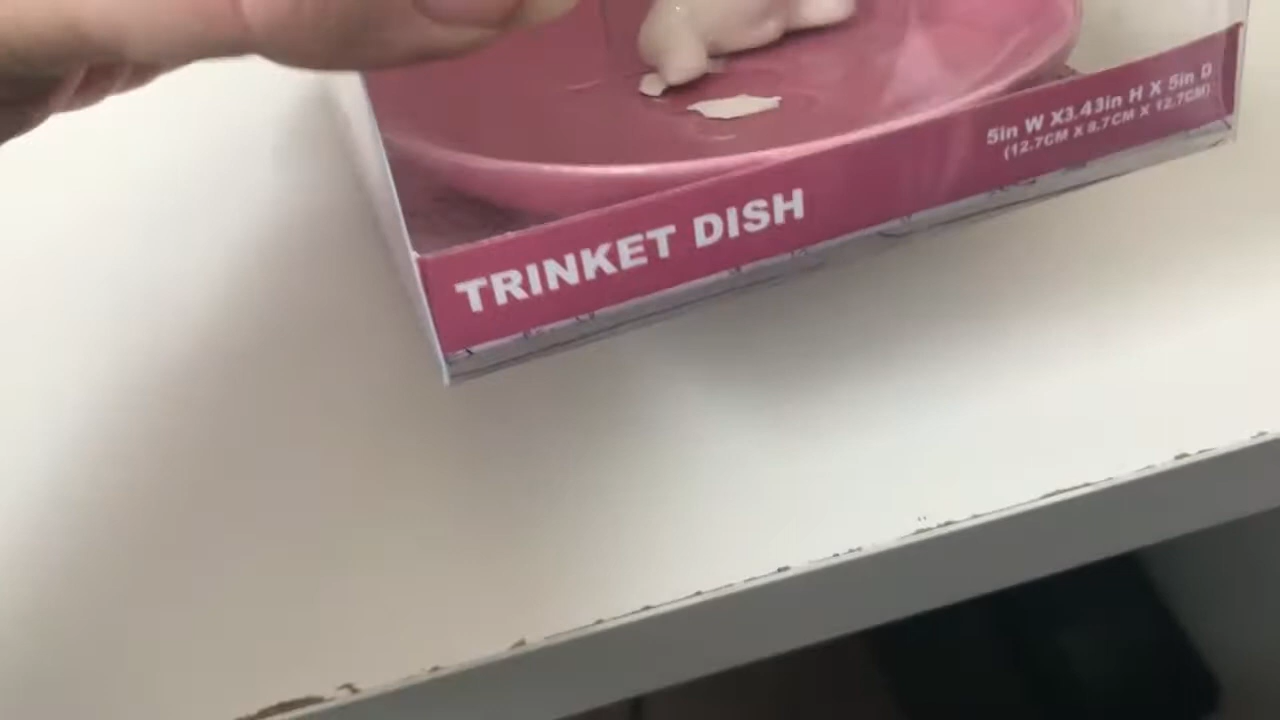 TRINKET DISH
5in W X3.43in H X 5in D
(12.7CM X 8.7CM X 12.7CM)